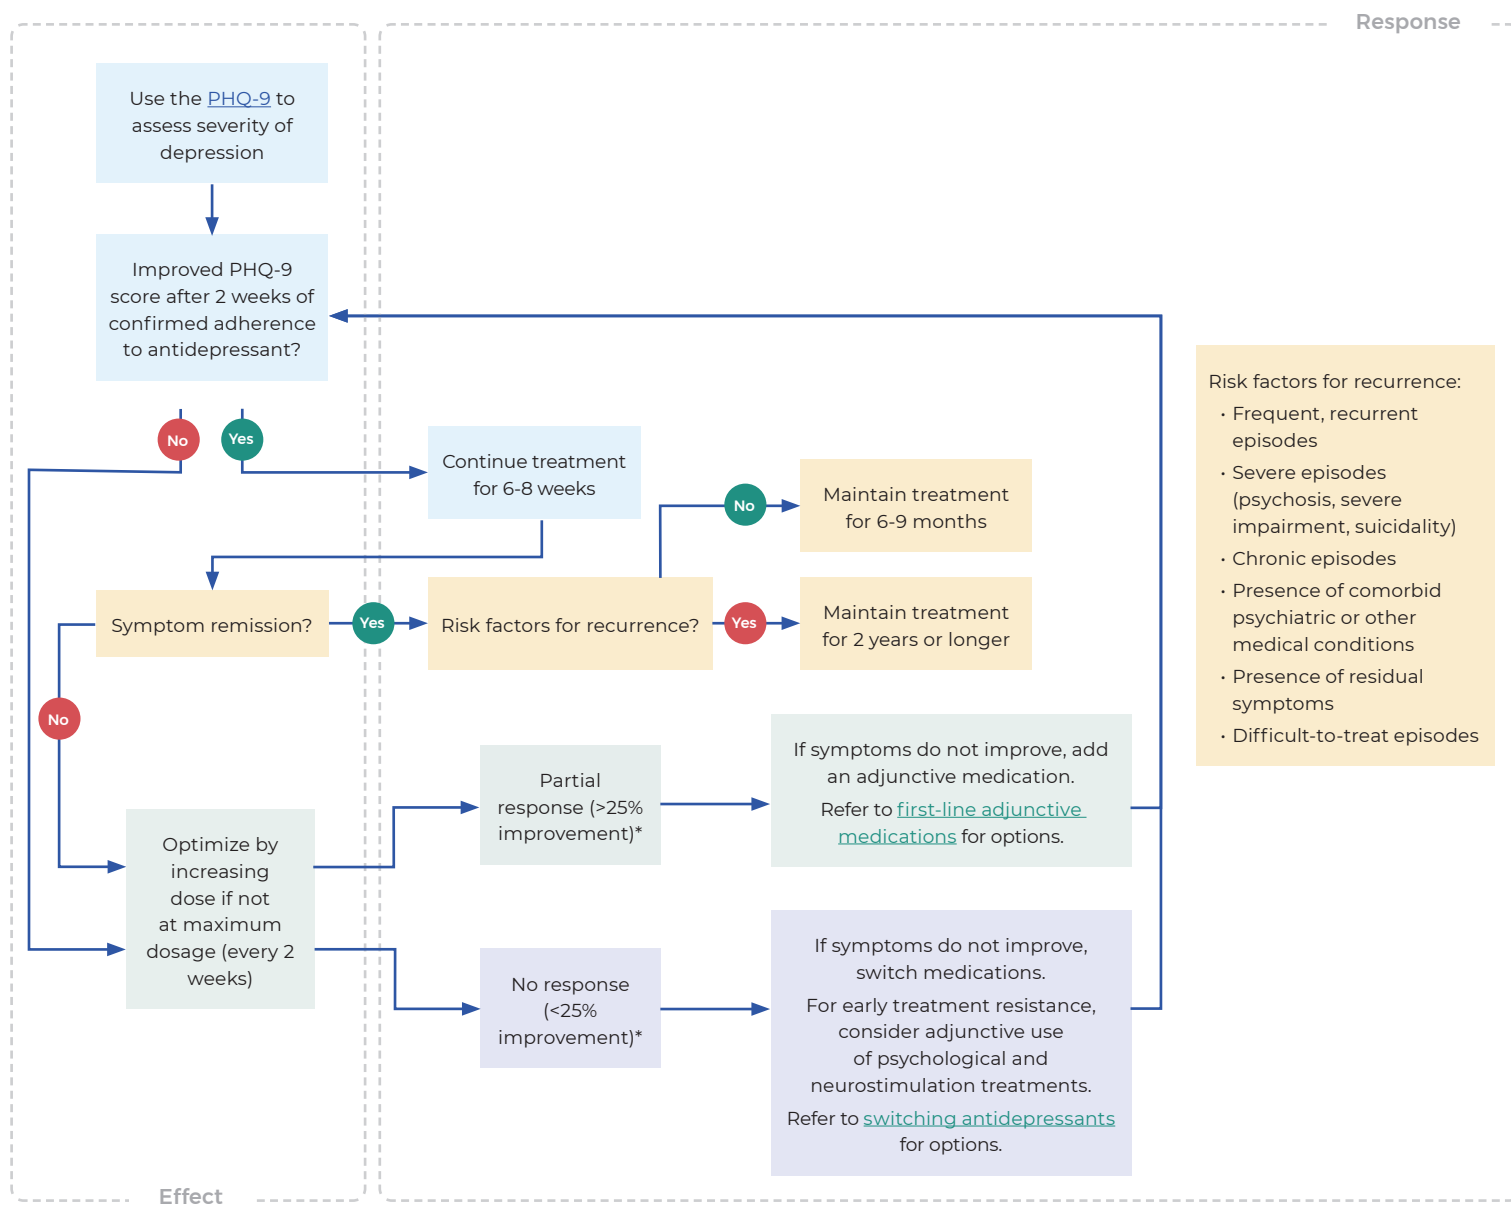 Response
Use the PHQ-9 to
assess severity of
depression
Improved PHQ-9
score after 2 weeks of
confirmed adherence
to antidepressant?
No
Yes
Continue treatment
for 6-8 weeks
No
Maintain treatment
for 6-9 months
Symptom remission?
Yes
Risk factors for recurrence?
Yes
Maintain treatment
for 2 years or longer
No
Optimize by
increasing
dose if not
at maximum
dosage (every 2
weeks)
Partial
response (>25%
improvement)*
If symptoms do not improve, add
an adjunctive medication.
Refer to first-line adjunctive
medications for options.
No response
(<25%
improvement)*
If symptoms do not improve,
switch medications.
For early treatment resistance,
consider adjunctive use
of psychological and
neurostimulation treatments.
Refer to switching antidepressants
for options.
Risk factors for recurrence:
· Frequent, recurrent
episodes
· Severe episodes
(psychosis, severe
impairment, suicidality)
· Chronic episodes
· Presence of comorbid
psychiatric or other
medical conditions
· Presence of residual
symptoms
· Difficult-to-treat episodes
Effect